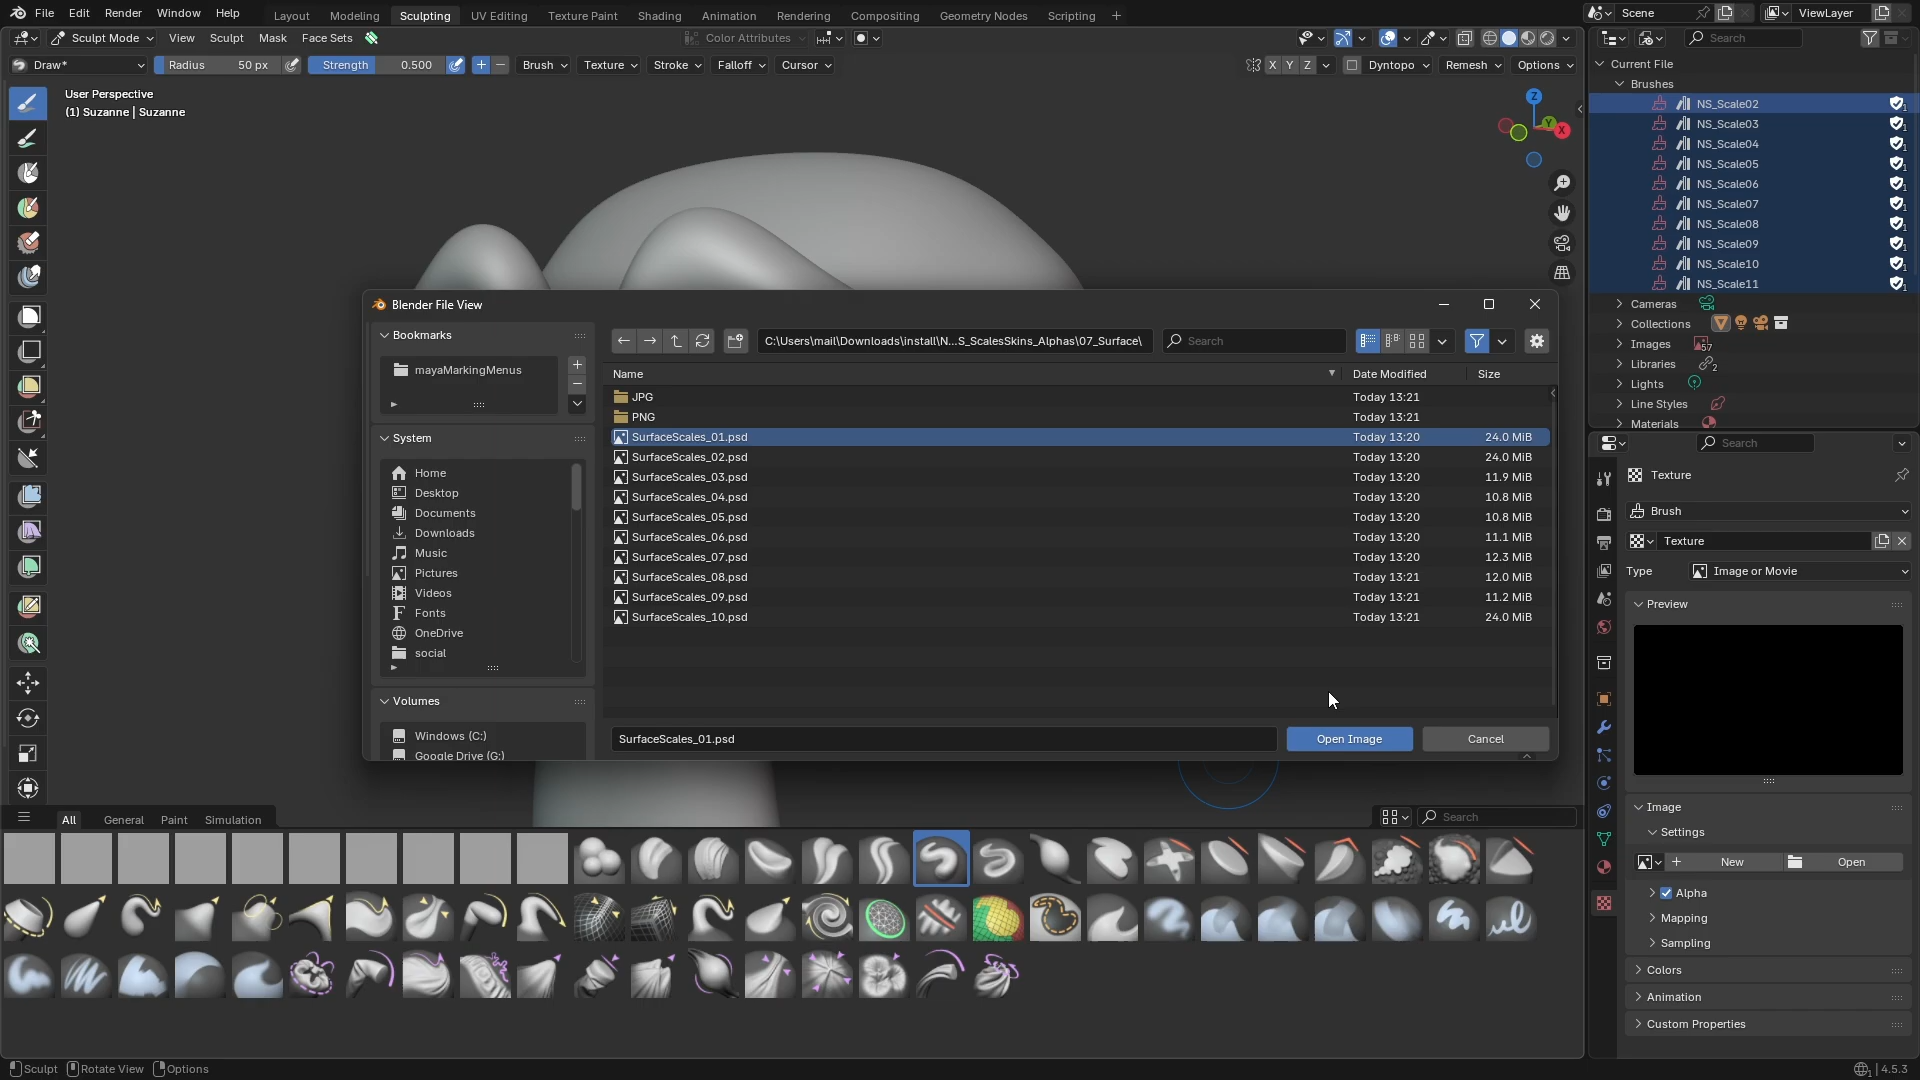 File Edit Render Window Help
Layout Modeling Sculpting UV Editing Texture Paint Shading Animation Rendering Compositing Geometry Nodes Scripting +
Scene ViewLayer
Sculpt Mode View Sculpt Mask Face Sets Color Attributes
Search
Draw* Radius 50 px Strength 0.500 + − Brush Texture Stroke Falloff Cursor X Y Z Dyntopo Remesh Options
User Perspective
(1) Suzanne | Suzanne
Z
Y
X
Current File
Brushes
NS_Scale02
NS_Scale03
NS_Scale04
NS_Scale05
NS_Scale06
NS_Scale07
NS_Scale08
NS_Scale09
NS_Scale10
NS_Scale11
Cameras
Collections
Images 57
Libraries 2
Lights
Line Styles
Materials
Blender File View
Bookmarks
mayaMarkingMenus
System
Home
Desktop
Documents
Downloads
Music
Pictures
Videos
Fonts
OneDrive
social
Volumes
Windows (C:)
Google Drive (G:)
C:\Users\mail\Downloads\install\N...S_ScalesSkins_Alphas\07_Surface\ Search
Name Date Modified Size
JPG Today 13:21
PNG Today 13:21
SurfaceScales_01.psd Today 13:20 24.0 MiB
SurfaceScales_02.psd Today 13:20 24.0 MiB
SurfaceScales_03.psd Today 13:20 11.9 MiB
SurfaceScales_04.psd Today 13:20 10.8 MiB
SurfaceScales_05.psd Today 13:20 10.8 MiB
SurfaceScales_06.psd Today 13:20 11.1 MiB
SurfaceScales_07.psd Today 13:20 12.3 MiB
SurfaceScales_08.psd Today 13:21 12.0 MiB
SurfaceScales_09.psd Today 13:21 11.2 MiB
SurfaceScales_10.psd Today 13:21 24.0 MiB
SurfaceScales_01.psd Open Image Cancel
Search
Texture
Brush
Texture
Type Image or Movie
Preview
Image
Settings
New Open
Alpha
Mapping
Sampling
Colors
Animation
Custom Properties
All General Paint Simulation Search
Sculpt Rotate View Options 4.5.3